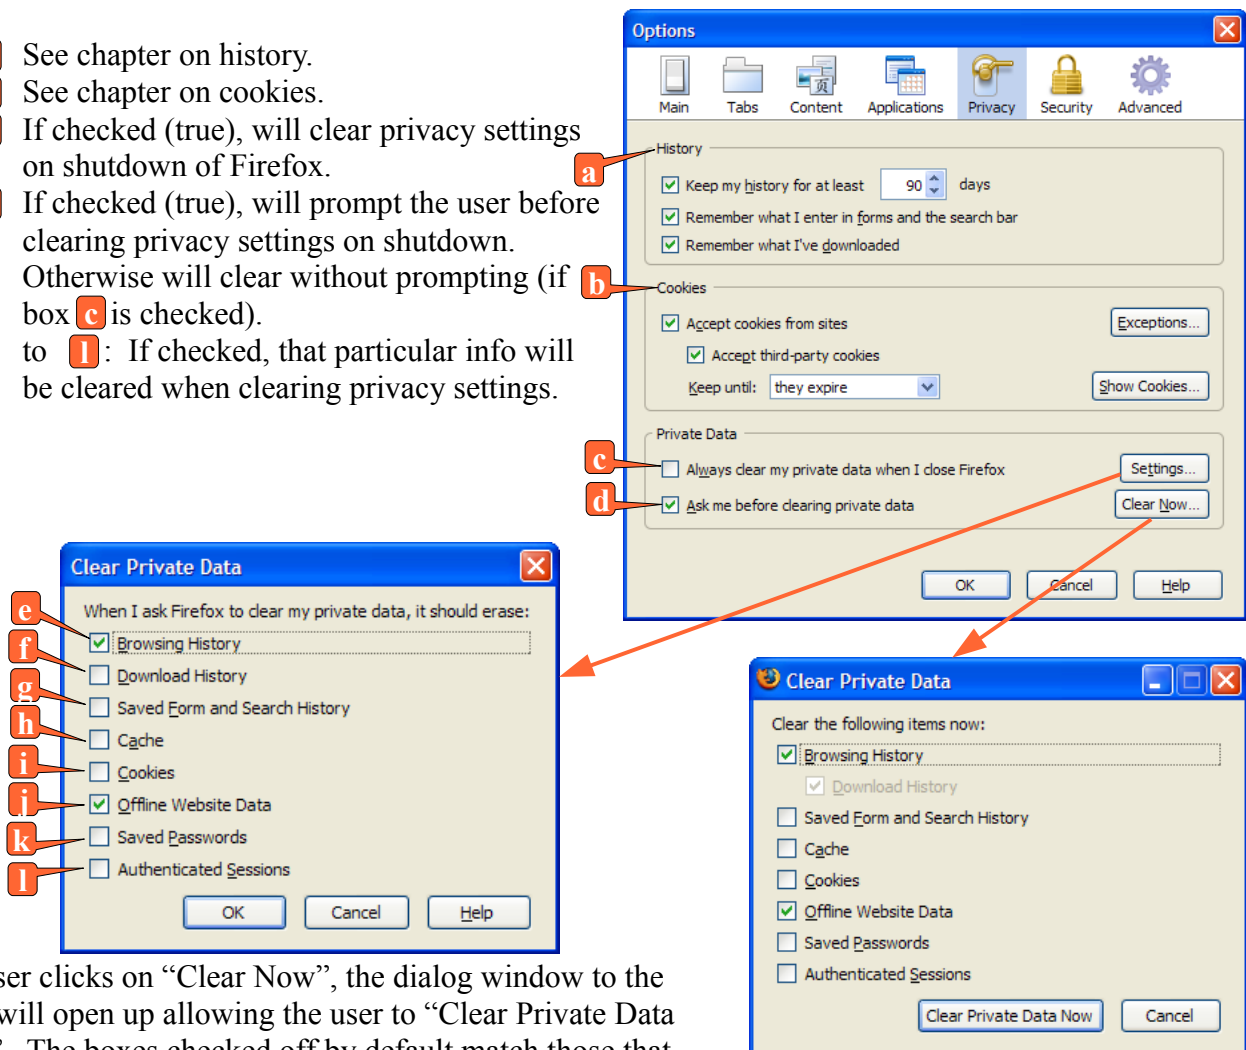 See chapter on history.
See chapter on cookies.
If checked (true), will clear privacy settings
on shutdown of Firefox.
If checked (true), will prompt the user before
clearing privacy settings on shutdown.
Otherwise will clear without prompting (if
box c is checked).
to l : If checked, that particular info will
be cleared when clearing privacy settings.
Options
Main Tabs Content Applications Privacy Security Advanced
a
History
Keep my history for at least 90 days
Remember what I enter in forms and the search bar
Remember what I've downloaded
b
Cookies
Accept cookies from sites Exceptions...
Accept third-party cookies
Keep until: they expire Show Cookies...
Private Data
c Always clear my private data when I close Firefox Settings...
d Ask me before clearing private data Clear Now...
OK Cancel Help
Clear Private Data
When I ask Firefox to clear my private data, it should erase:
e Browsing History
f Download History
g Saved Form and Search History
h Cache
i Cookies
j Offline Website Data
k Saved Passwords
l Authenticated Sessions
OK Cancel Help
Clear Private Data
Clear the following items now:
Browsing History
Download History
Saved Form and Search History
Cache
Cookies
Offline Website Data
Saved Passwords
Authenticated Sessions
Clear Private Data Now Cancel
ser clicks on “Clear Now”, the dialog window to the
will open up allowing the user to “Clear Private Data
”. The boxes checked off by default match those that